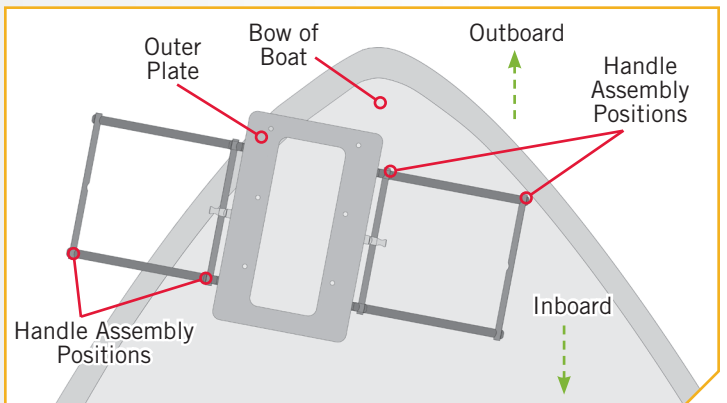 Outer
Plate
Bow of
Boat
Outboard
Handle
Assembly
Positions
Inboard
Handle Assembly
Positions